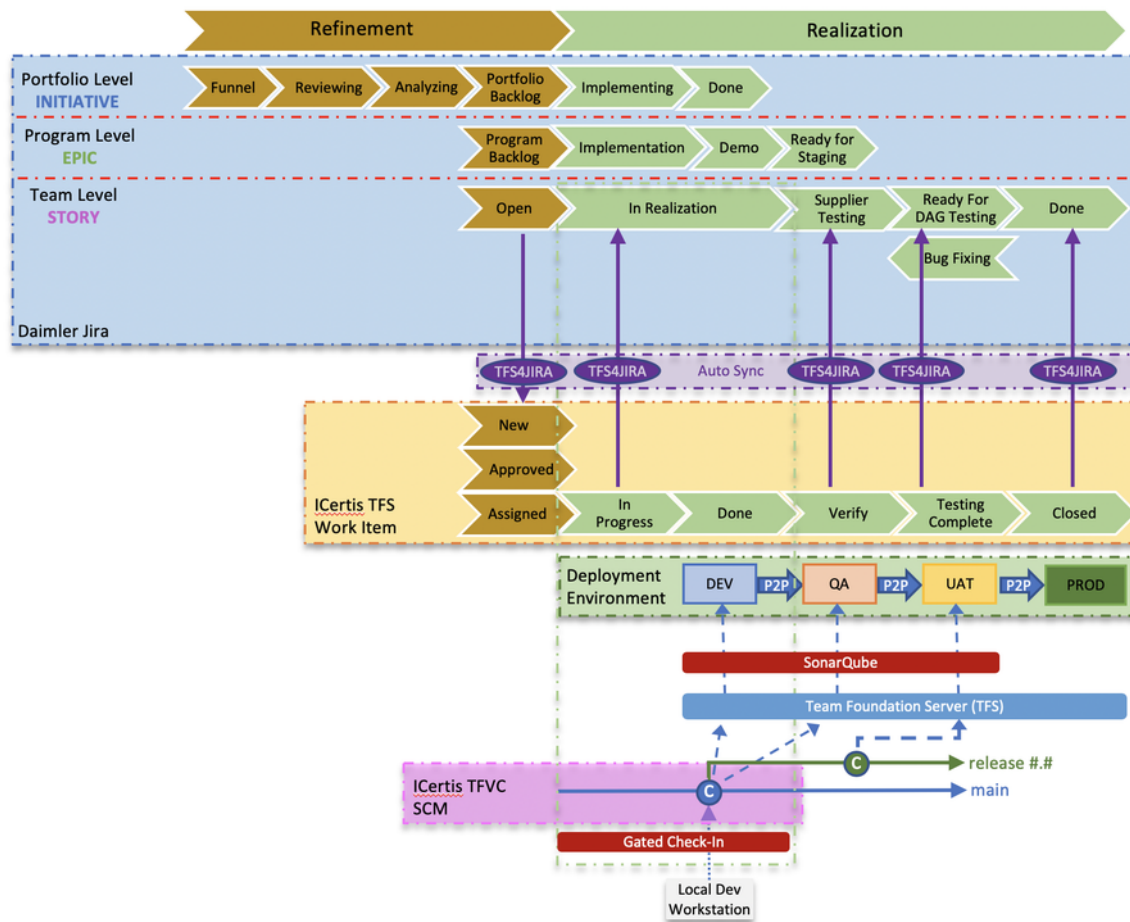 Refinement
Realization
Portfolio Level
INITIATIVE
Funnel
Reviewing
Analyzing
Portfolio
Backlog
Implementing
Done
Program Level
EPIC
Program
Backlog
Implementation
Demo
Ready for
Staging
Team Level
STORY
Open
In Realization
Supplier
Testing
Ready For
DAG Testing
Done
Bug Fixing
Daimler Jira
TFS4JIRA
TFS4JIRA
Auto Sync
TFS4JIRA
TFS4JIRA
TFS4JIRA
New
Approved
ICertis TFS
Work Item
Assigned
In
Progress
Done
Verify
Testing
Complete
Closed
Deployment
Environment
DEV
P2P
QA
P2P
UAT
P2P
PROD
SonarQube
Team Foundation Server (TFS)
C
release #.#
ICertis TFVC
SCM
C
main
Gated Check-In
Local Dev
Workstation